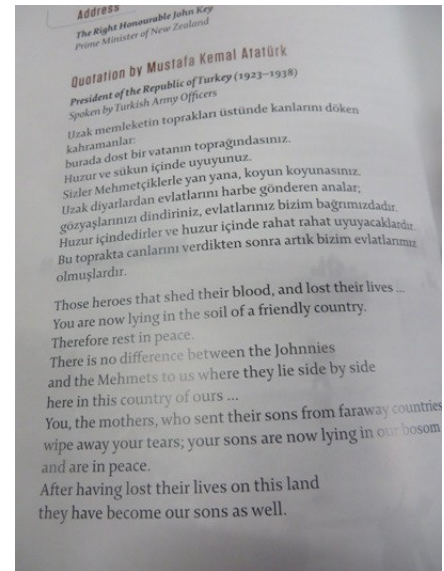 Address
The Right Honourable John Key
Prime Minister of New Zealand
Quotation by Mustafa Kemal Atatürk
President of the Republic of Turkey (1923–1938)
Spoken by Turkish Army Officers
Uzak memleketin toprakları üstünde kanlarını döken
kahramanlar:
burada dost bir vatanın toprağındasınız.
Huzur ve sükun içinde uyuyunuz.
Sizler Mehmetçiklerle yan yana, koyun koyunasınız.
Uzak diyarlardan evlatlarını harbe gönderen analar;
gözyaşlarınızı dindiriniz, evlatlarınız bizim bağrımızdadır.
Huzur içindedirler ve huzur içinde rahat rahat uyuyacaklardır.
Bu toprakta canlarını verdikten sonra artık bizim evlatlarımız
olmuşlardır.
Those heroes that shed their blood, and lost their lives ...
You are now lying in the soil of a friendly country.
Therefore rest in peace.
There is no difference between the Johnnies
and the Mehmets to us where they lie side by side
here in this country of ours ...
You, the mothers, who sent their sons from faraway countries
wipe away your tears; your sons are now lying in our bosom
and are in peace.
After having lost their lives on this land
they have become our sons as well.